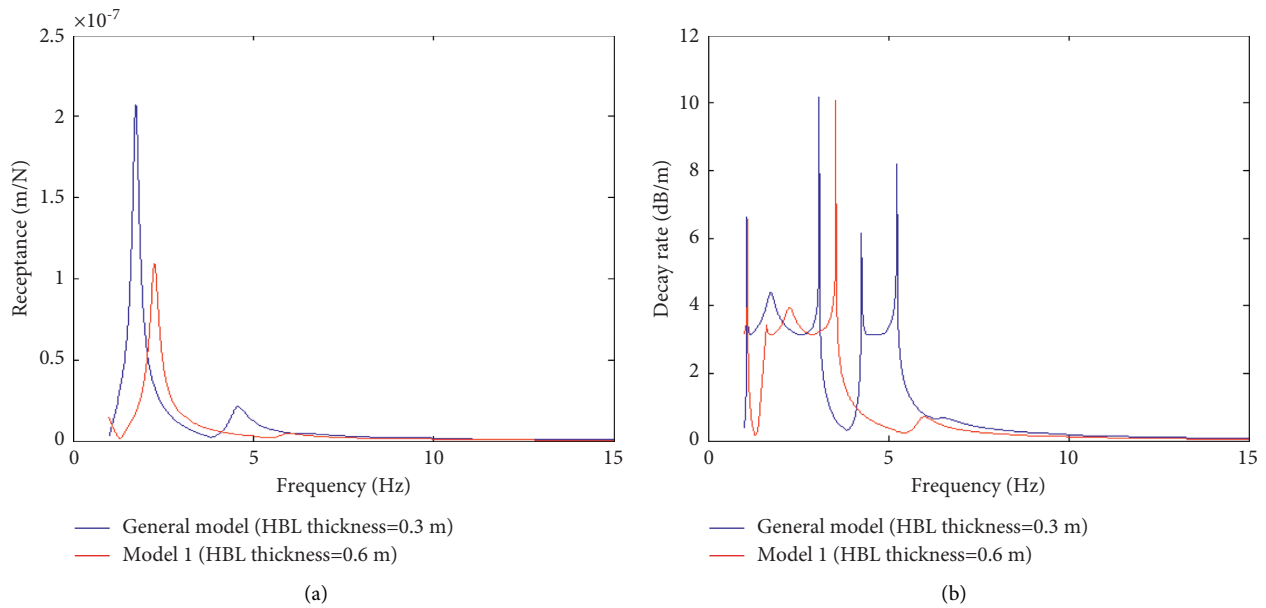 ×10-7
2.5
2
1.5
1
0.5
0
0
5
10
15
Receptance (m/N)
Frequency (Hz)
General model (HBL thickness=0.3 m)
Model 1 (HBL thickness=0.6 m)
(a)
12
10
8
6
4
2
0
0
5
10
15
Decay rate (dB/m)
Frequency (Hz)
General model (HBL thickness=0.3 m)
Model 1 (HBL thickness=0.6 m)
(b)